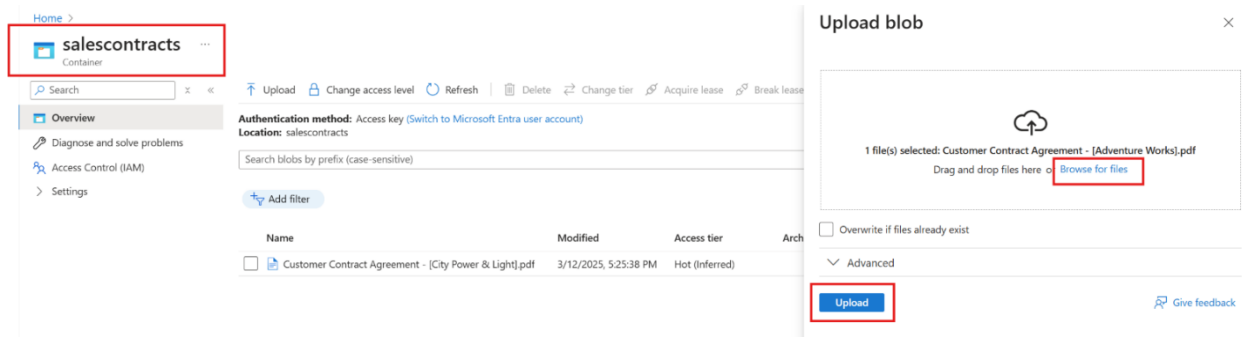 Home >
salescontracts ...
Container
Search
Overview
Diagnose and solve problems
Access Control (IAM)
Settings
Upload Change access level Refresh Delete Change tier Acquire lease Break lease
Authentication method: Access key (Switch to Microsoft Entra user account)
Location: salescontracts
Search blobs by prefix (case-sensitive)
Add filter
Name Modified Access tier Arch
Customer Contract Agreement - [City Power & Light].pdf 3/12/2025, 5:25:38 PM Hot (Inferred)
Upload blob
1 file(s) selected: Customer Contract Agreement - [Adventure Works].pdf
Drag and drop files here o Browse for files
Overwrite if files already exist
Advanced
Upload
Give feedback